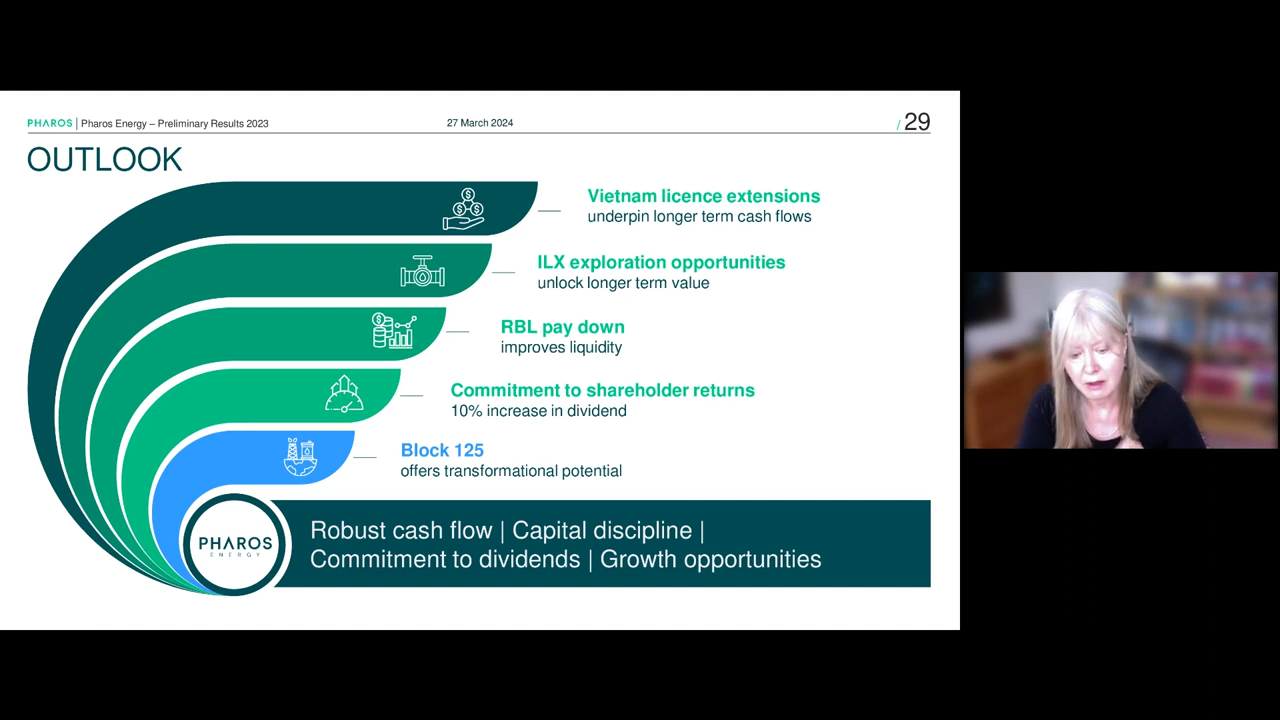 PHAROS | Pharos Energy – Preliminary Results 2023
27 March 2024
/ 29
OUTLOOK
Vietnam licence extensions
underpin longer term cash flows
ILX exploration opportunities
unlock longer term value
RBL pay down
improves liquidity
Commitment to shareholder returns
10% increase in dividend
Block 125
offers transformational potential
PHAROS
ENERGY
Robust cash flow | Capital discipline |
Commitment to dividends | Growth opportunities